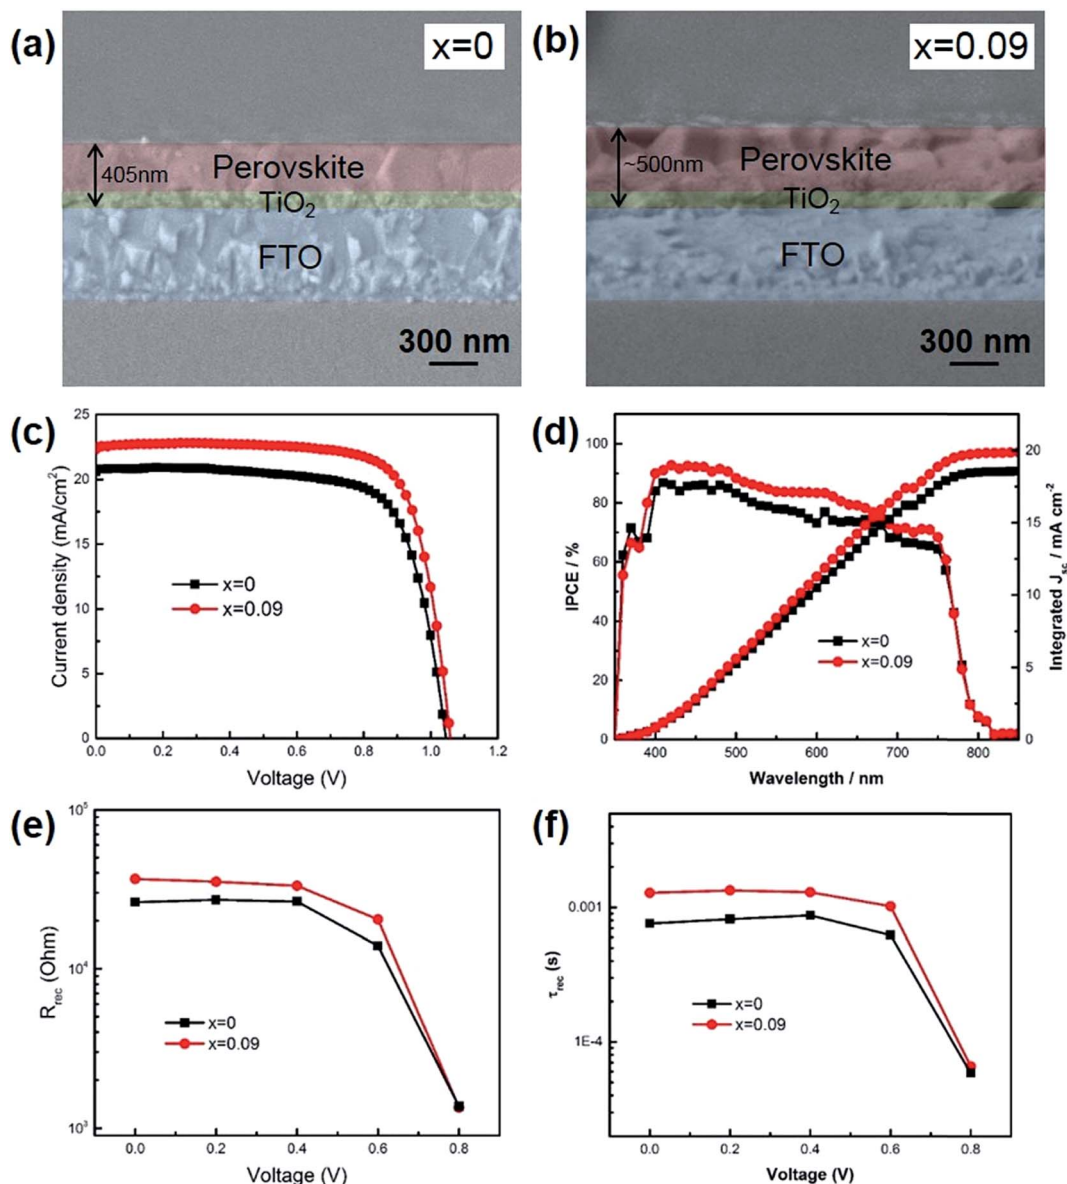 (a)
x=0
405nm
Perovskite
TiO₂
FTO
300 nm
(b)
x=0.09
~500nm
Perovskite
TiO₂
FTO
300 nm
(c)
25
20
15
10
5
0
Current density (mA/cm²)
x=0
x=0.09
0.0 0.2 0.4 0.6 0.8 1.0 1.2
Voltage (V)
(d)
100
80
60
40
20
0
IPCE / %
x=0
x=0.09
20
15
10
5
0
Integrated Jsc / mA cm⁻²
400 500 600 700 800
Wavelength / nm
(e)
10⁵
10⁴
10³
Rrec (Ohm)
x=0
x=0.09
0.0 0.2 0.4 0.6 0.8
Voltage (V)
(f)
0.001
1E-4
τrec (s)
x=0
x=0.09
0.0 0.2 0.4 0.6 0.8
Voltage (V)